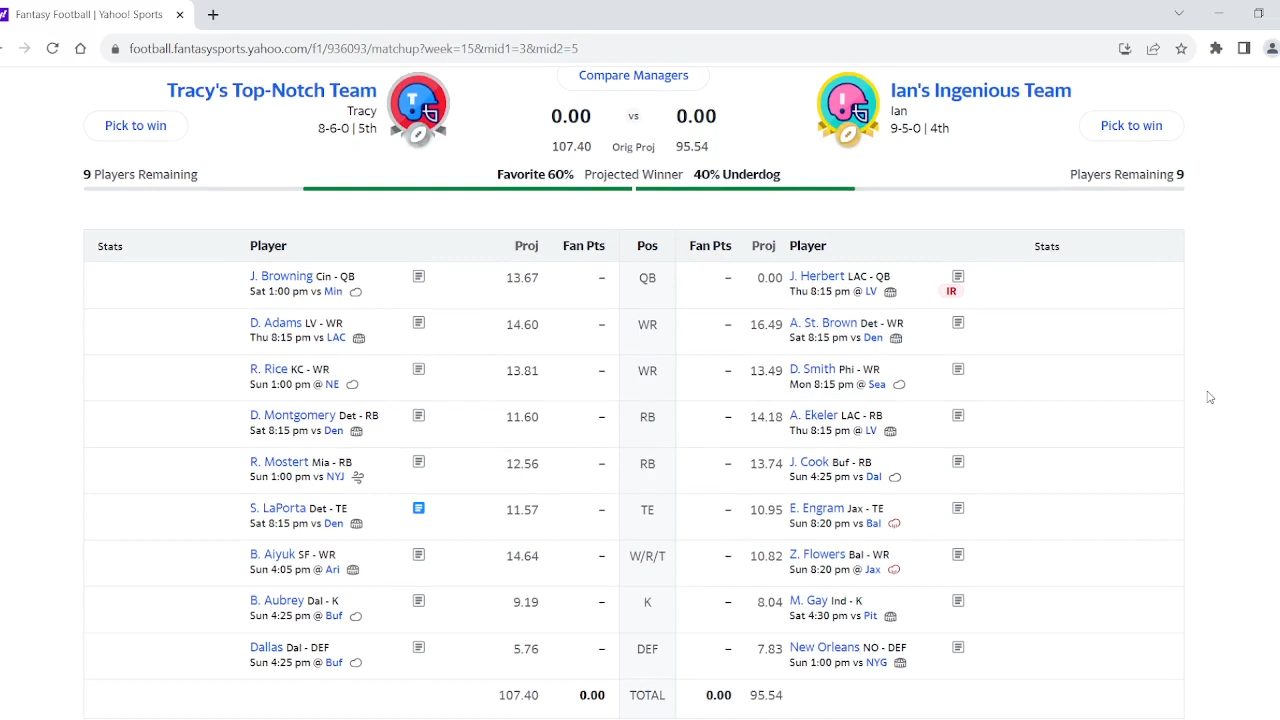 Fantasy Football | Yahoo! Sports
football.fantasysports.yahoo.com/f1/936093/matchup?week=15&mid1=3&mid2=5
Compare Managers
Tracy's Top-Notch Team
Tracy
8-6-0 | 5th
Pick to win
T
0.00 vs 0.00
107.40 Orig Proj 95.54
I
Ian's Ingenious Team
Ian
9-5-0 | 4th
Pick to win
9 Players Remaining Favorite 60% Projected Winner 40% Underdog Players Remaining 9
Stats Player Proj Fan Pts Pos Fan Pts Proj Player Stats
J. Browning Cin - QB 13.67 – QB – 0.00 J. Herbert LAC - QB
Sat 1:00 pm vs Min Thu 8:15 pm @ LV IR
D. Adams LV - WR 14.60 – WR – 16.49 A. St. Brown Det - WR
Thu 8:15 pm vs LAC Sat 8:15 pm vs Den
R. Rice KC - WR 13.81 – WR – 13.49 D. Smith Phi - WR
Sun 1:00 pm @ NE Mon 8:15 pm @ Sea
D. Montgomery Det - RB 11.60 – RB – 14.18 A. Ekeler LAC - RB
Sat 8:15 pm vs Den Thu 8:15 pm @ LV
R. Mostert Mia - RB 12.56 – RB – 13.74 J. Cook Buf - RB
Sun 1:00 pm vs NYJ Sun 4:25 pm vs Dal
S. LaPorta Det - TE 11.57 – TE – 10.95 E. Engram Jax - TE
Sat 8:15 pm vs Den Sun 8:20 pm vs Bal
B. Aiyuk SF - WR 14.64 – W/R/T – 10.82 Z. Flowers Bal - WR
Sun 4:05 pm @ Ari Sun 8:20 pm @ Jax
B. Aubrey Dal - K 9.19 – K – 8.04 M. Gay Ind - K
Sun 4:25 pm @ Buf Sat 4:30 pm vs Pit
Dallas Dal - DEF 5.76 – DEF – 7.83 New Orleans NO - DEF
Sun 4:25 pm @ Buf Sun 1:00 pm vs NYG
107.40 0.00 TOTAL 0.00 95.54